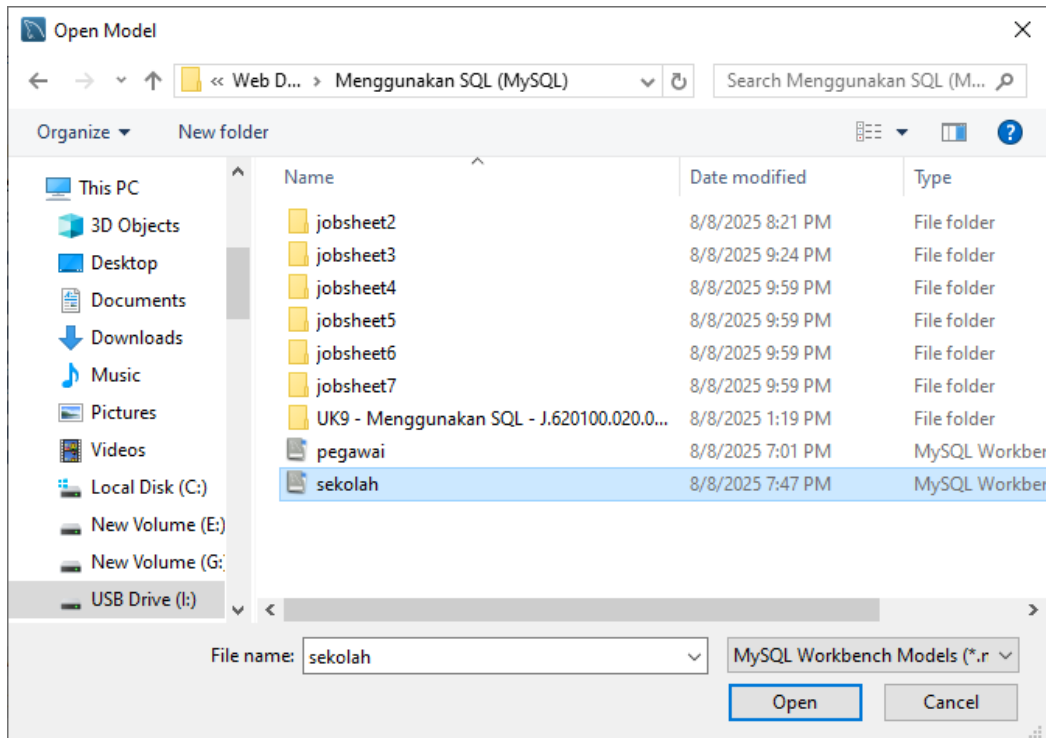 Open Model
« Web D... › Menggunakan SQL (MySQL)
Search Menggunakan SQL (M...
Organize
New folder
Name Date modified Type
This PC
3D Objects
Desktop
Documents
Downloads
Music
Pictures
Videos
Local Disk (C:)
New Volume (E:)
New Volume (G:
USB Drive (I:)
jobsheet2 8/8/2025 8:21 PM File folder
jobsheet3 8/8/2025 9:24 PM File folder
jobsheet4 8/8/2025 9:59 PM File folder
jobsheet5 8/8/2025 9:59 PM File folder
jobsheet6 8/8/2025 9:59 PM File folder
jobsheet7 8/8/2025 9:59 PM File folder
UK9 - Menggunakan SQL - J.620100.020.0... 8/8/2025 1:19 PM File folder
pegawai 8/8/2025 7:01 PM MySQL Workber
sekolah 8/8/2025 7:47 PM MySQL Workber
File name: sekolah
MySQL Workbench Models (*.r
Open
Cancel